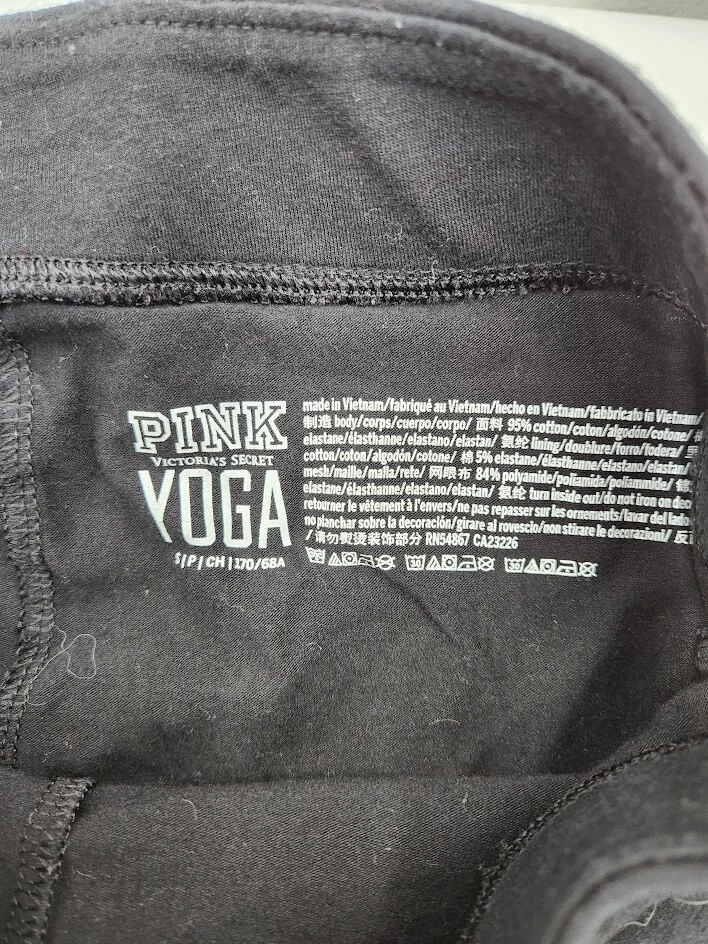 PINK
VICTORIA'S SECRET
YOGA
S/P/CH/170/68A
made in Vietnam/fabriqué au Vietnam/hecho en Vietnam/fabbricato in Vietnam/
制造 body/corps/cuerpo/corpo/ 面料 95% cotton/coton/algodón/cotone/
elastane/élasthanne/elastano/elastan/ 氨纶 lining/doublure/forro/fodera/
cotton/coton/algodón/cotone/ 棉 5% elastane/élasthanne/elastano/elastan/
mesh/maille/malla/rete/ 网眼布 84% polyamide/poliamida/poliammide/
elastane/élasthanne/elastano/elastan/ 氨纶 turn inside out/do not iron on
retourner le vêtement à l'envers/ne pas repasser sur les ornements/lavar del
no planchar sobre la decoración/girare al rovescio/non stirare le decorazioni/
/请勿熨烫装饰部分 RN54867 CA23226